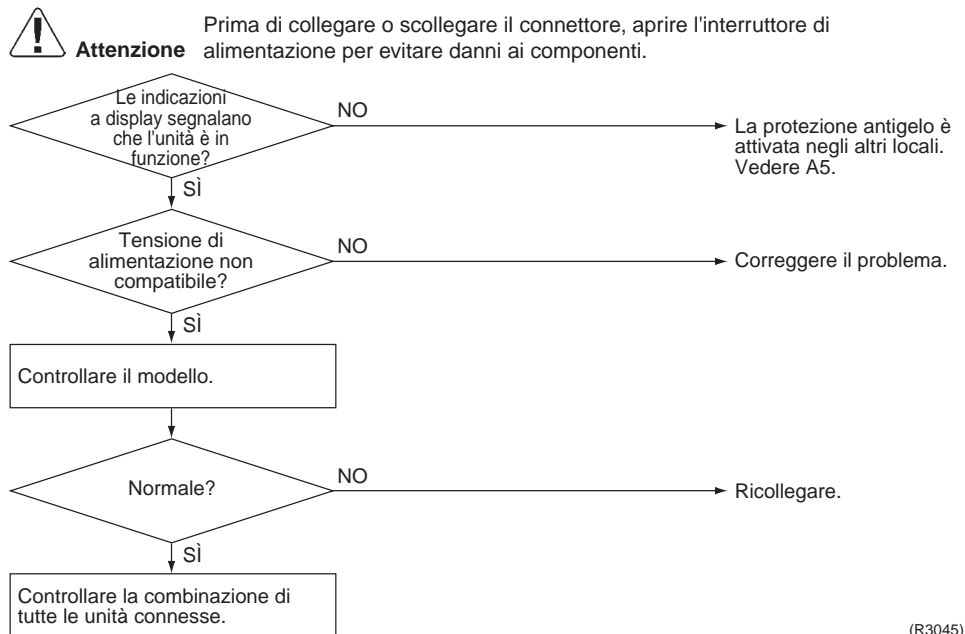 Prima di collegare o scollegare il connettore, aprire l'interruttore di
Attenzione alimentazione per evitare danni ai componenti.
Le indicazioni
a display segnalano
che l'unità è in
funzione?
NO
La protezione antigelo è
attivata negli altri locali.
Vedere A5.
SÌ
Tensione di
alimentazione non
compatibile?
NO
Correggere il problema.
SÌ
Controllare il modello.
Normale?
NO
Ricollegare.
SÌ
Controllare la combinazione di
tutte le unità connesse.
(R3045)